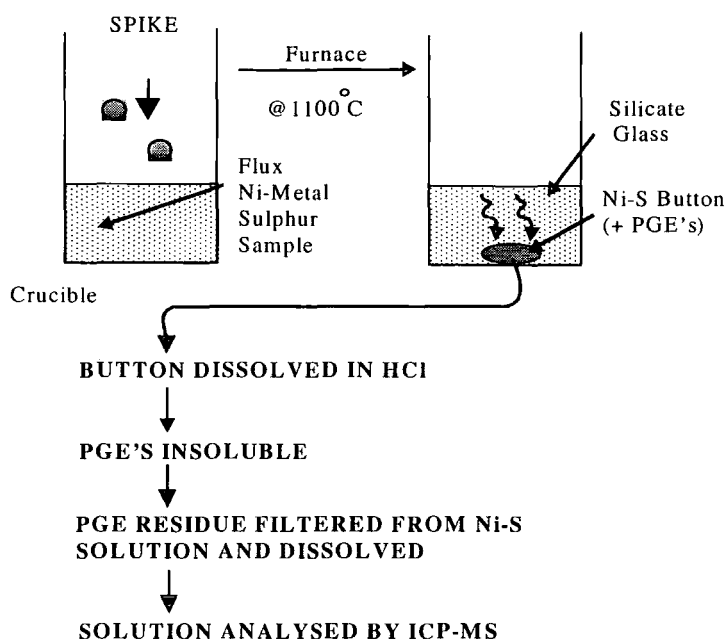 SPIKE
Furnace
@1100°C
Silicate
Glass
Flux
Ni-Metal
Sulphur
Sample
Ni-S Button
(+ PGE's)
Crucible
BUTTON DISSOLVED IN HCl
PGE'S INSOLUBLE
PGE RESIDUE FILTERED FROM Ni-S
SOLUTION AND DISSOLVED
SOLUTION ANALYSED BY ICP-MS